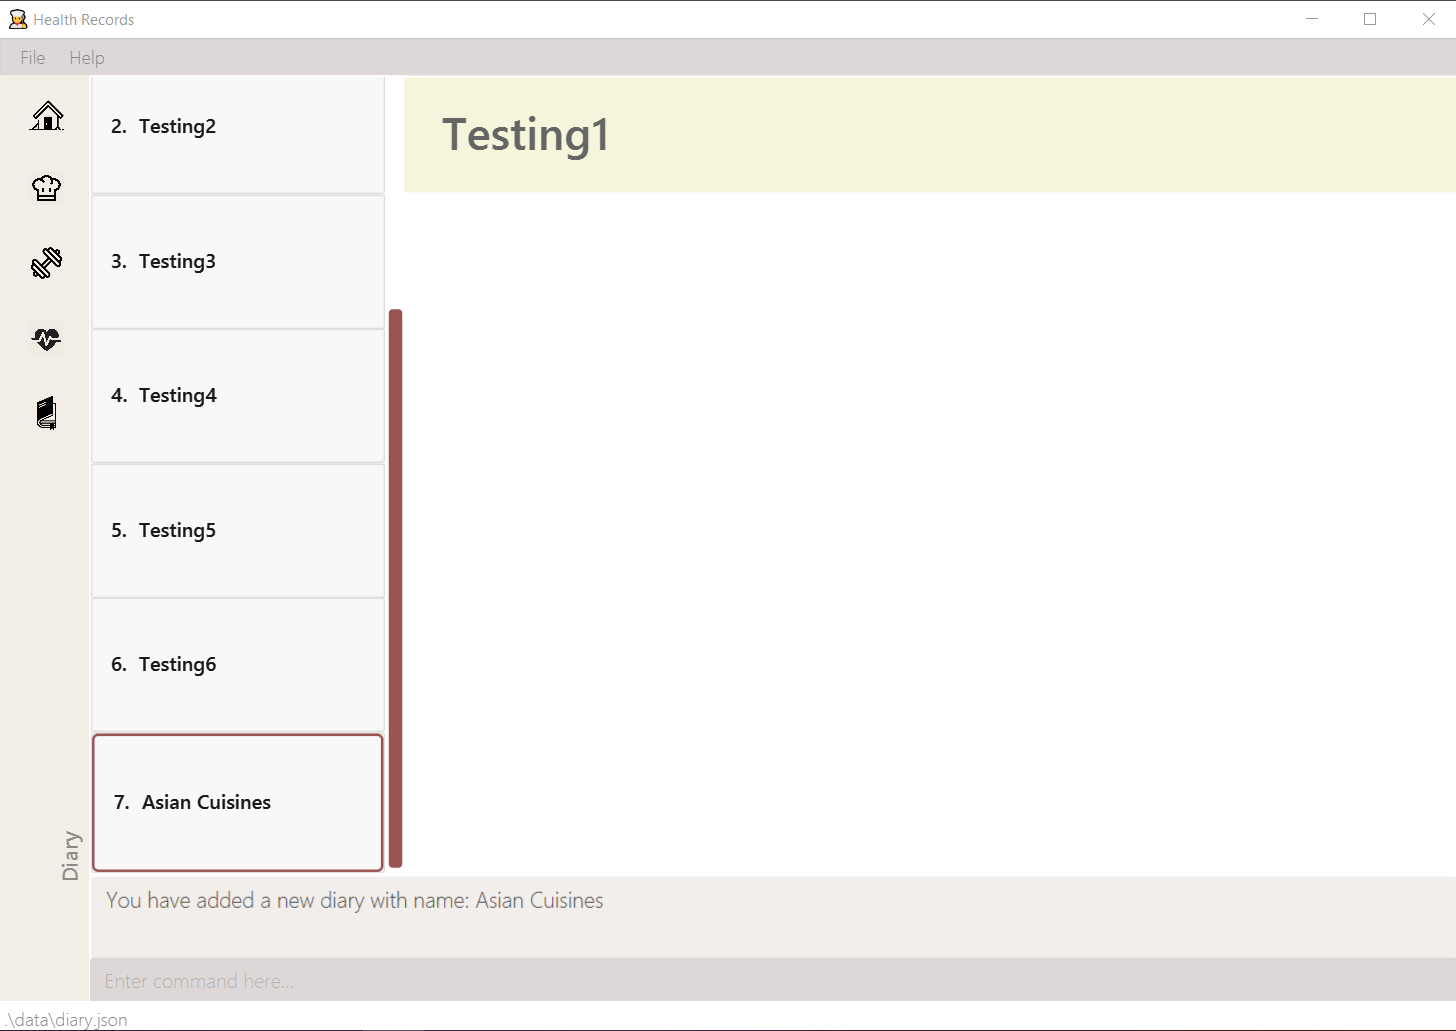 Health Records
File Help
2. Testing2
3. Testing3
4. Testing4
5. Testing5
6. Testing6
7. Asian Cuisines
Testing1
Diary
You have added a new diary with name: Asian Cuisines
Enter command here...
.\data\diary.json